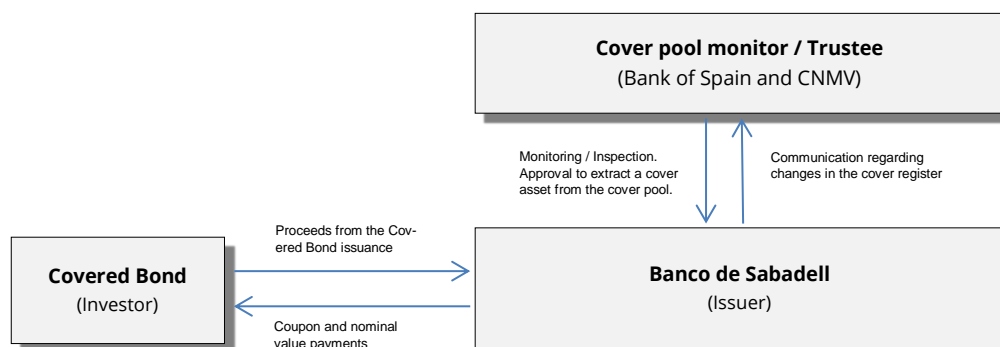 Cover pool monitor / Trustee
(Bank of Spain and CNMV)
Monitoring / Inspection.
Approval to extract a cover
asset from the cover pool.
Communication regarding
changes in the cover register
Proceeds from the Cov-
ered Bond issuance
Covered Bond
(Investor)
Banco de Sabadell
(Issuer)
Coupon and nominal
value payments